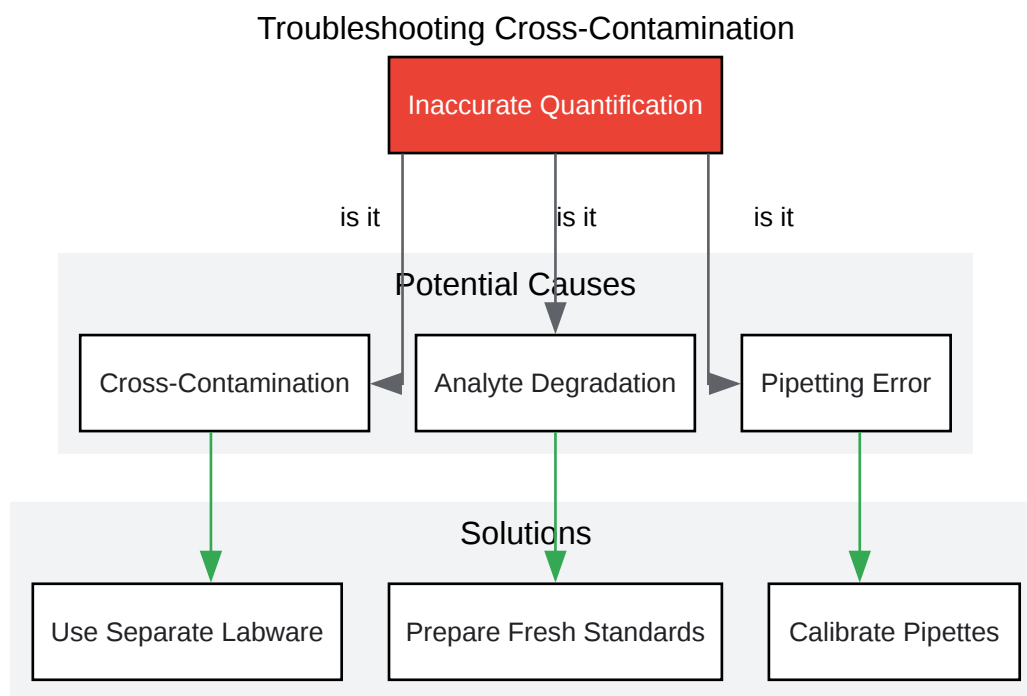 Troubleshooting Cross-Contamination
Inaccurate Quantification
is it
is it
is it
Potential Causes
Cross-Contamination
Analyte Degradation
Pipetting Error
Solutions
Use Separate Labware
Prepare Fresh Standards
Calibrate Pipettes